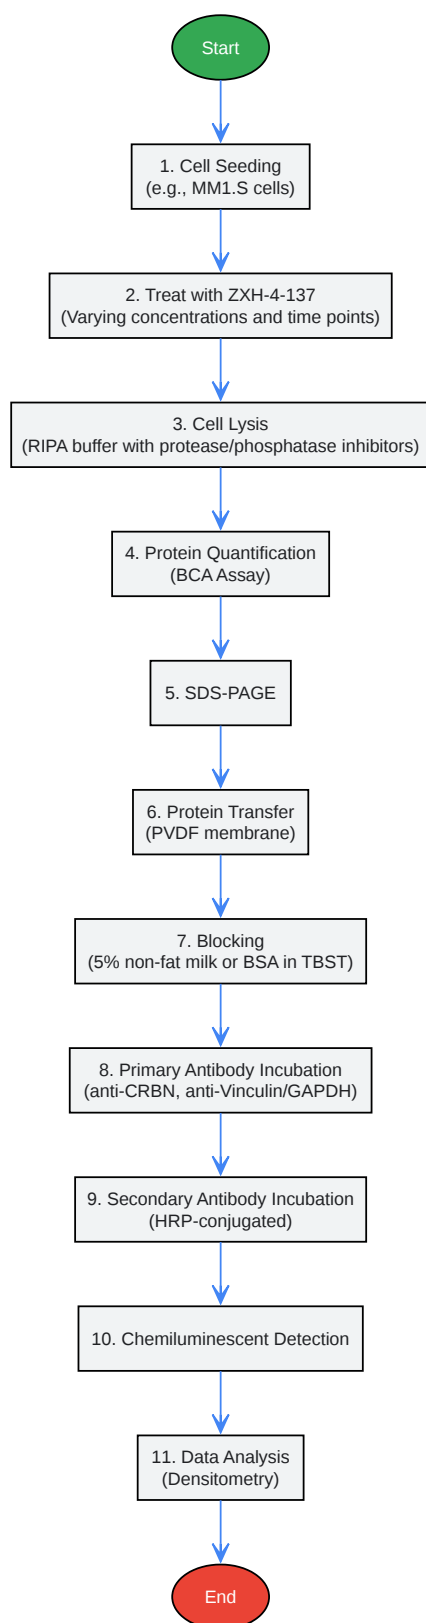 Start
1. Cell Seeding
(e.g., MM1.S cells)
2. Treat with ZXH-4-137
(Varying concentrations and time points)
3. Cell Lysis
(RIPA buffer with protease/phosphatase inhibitors)
4. Protein Quantification
(BCA Assay)
5. SDS-PAGE
6. Protein Transfer
(PVDF membrane)
7. Blocking
(5% non-fat milk or BSA in TBST)
8. Primary Antibody Incubation
(anti-CRBN, anti-Vinculin/GAPDH)
9. Secondary Antibody Incubation
(HRP-conjugated)
10. Chemiluminescent Detection
11. Data Analysis
(Densitometry)
End